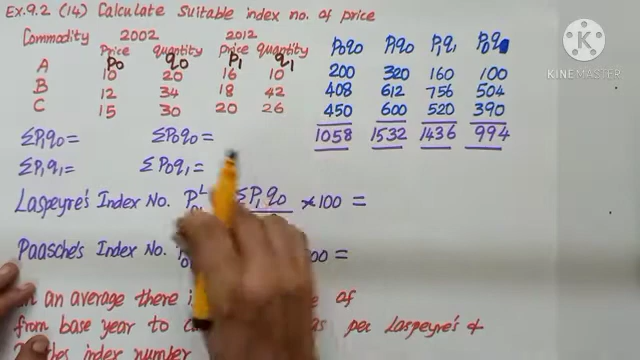 Ex.9.2 (14) Calculate Suitable index no. of price
Commodity 2002 2012 P0q0 P1q0 P1q1 P0q1
Price quantity Price quantity
P0 q0 P1 q1
A 10 20 16 10 200 320 160 100
B 12 34 18 42 408 612 756 504
C 15 30 20 26 450 600 520 390
1058 1532 1436 994
ΣP1q0= ΣP0q0=
ΣP1q1= ΣP0q1=
Laspeyre's Index No. P L ΣP1q0 ×100 =
Paasche's Index No. =
an average there of
from base year to as per Laspeyre's &
index number
KINEMASTER